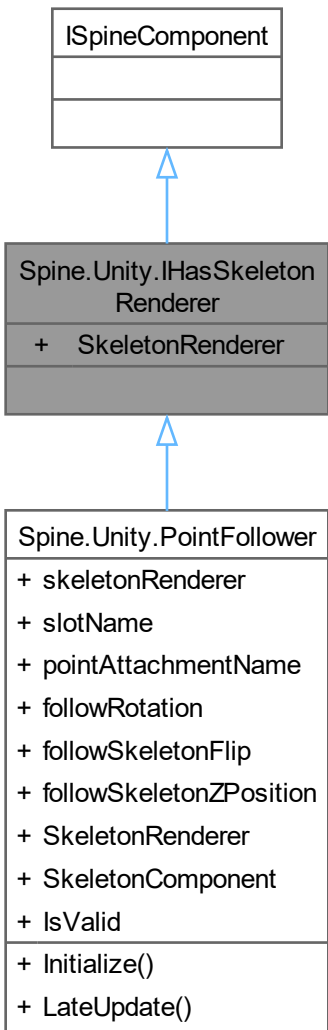 ISpineComponent
Spine.Unity.IHasSkeleton
Renderer
+ SkeletonRenderer
Spine.Unity.PointFollower
+ skeletonRenderer
+ slotName
+ pointAttachmentName
+ followRotation
+ followSkeletonFlip
+ followSkeletonZPosition
+ SkeletonRenderer
+ SkeletonComponent
+ IsValid
+ Initialize()
+ LateUpdate()